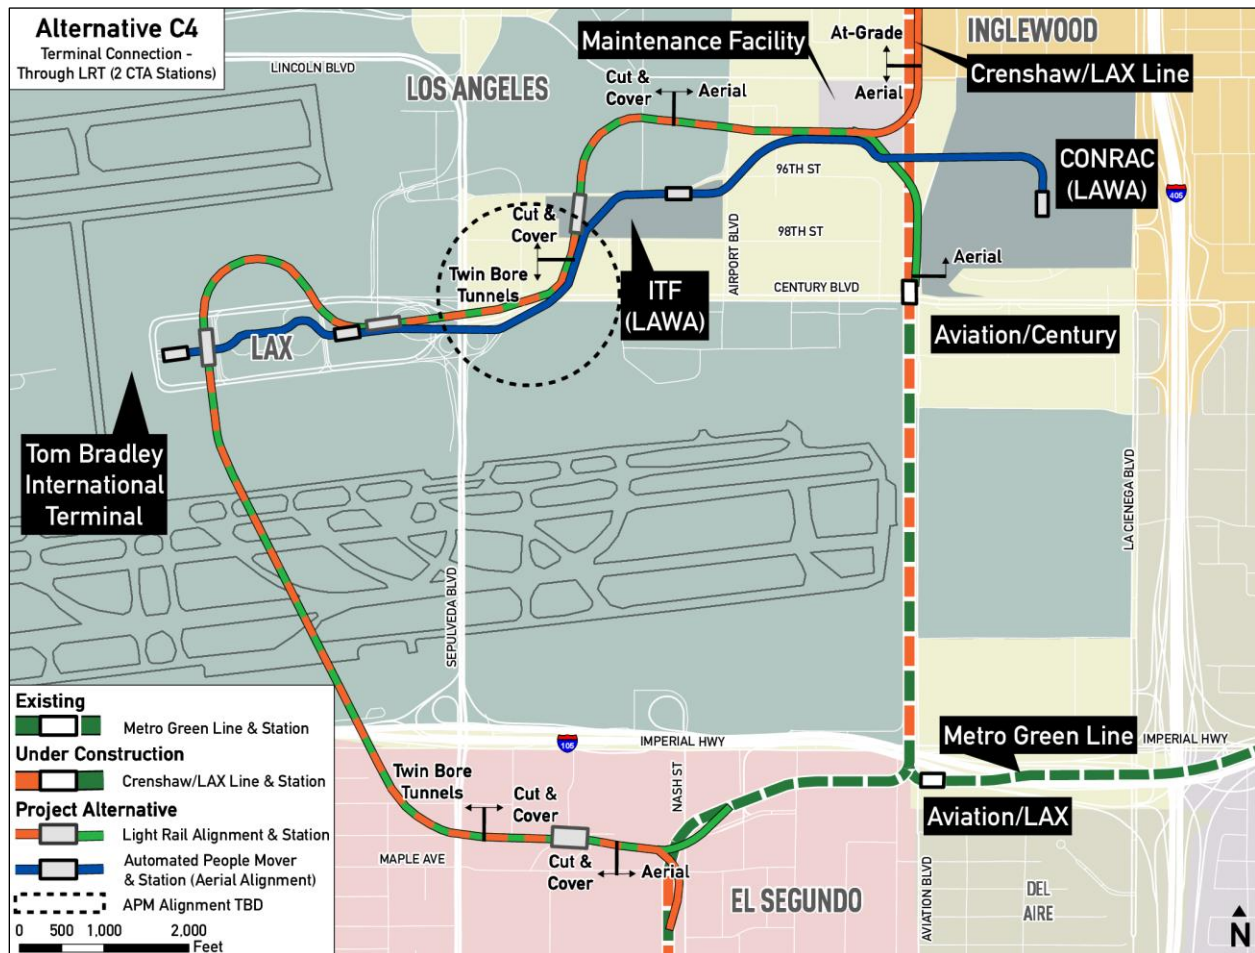 Alternative C4
Terminal Connection -
Through LRT (2 CTA Stations)
LINCOLN BLVD
LOS ANGELES
Maintenance Facility
At-Grade
Aerial
INGLEWOOD
Crenshaw/LAX Line
Cut &
Cover
Aerial
405
CONRAC
(LAWA)
96TH ST
98TH ST
AIRPORT BLVD
CENTURY BLVD
Cut &
Cover
Twin Bore
Tunnels
ITF
(LAWA)
Aerial
Aviation/Century
LAX
Tom Bradley
International
Terminal
SEPULVEDA BLVD
LA CIENEGA BLVD
105
IMPERIAL HWY
Metro Green Line
IMPERIAL HWY
Aviation/LAX
NASH ST
Twin Bore
Tunnels
Cut &
Cover
MAPLE AVE
Cut &
Cover
Aerial
EL SEGUNDO
AVIATION BLVD
DEL
AIRE
N
Existing
Metro Green Line & Station
Under Construction
Crenshaw/LAX Line & Station
Project Alternative
Light Rail Alignment & Station
Automated People Mover
& Station (Aerial Alignment)
APM Alignment TBD
0 500 1,000 2,000
Feet